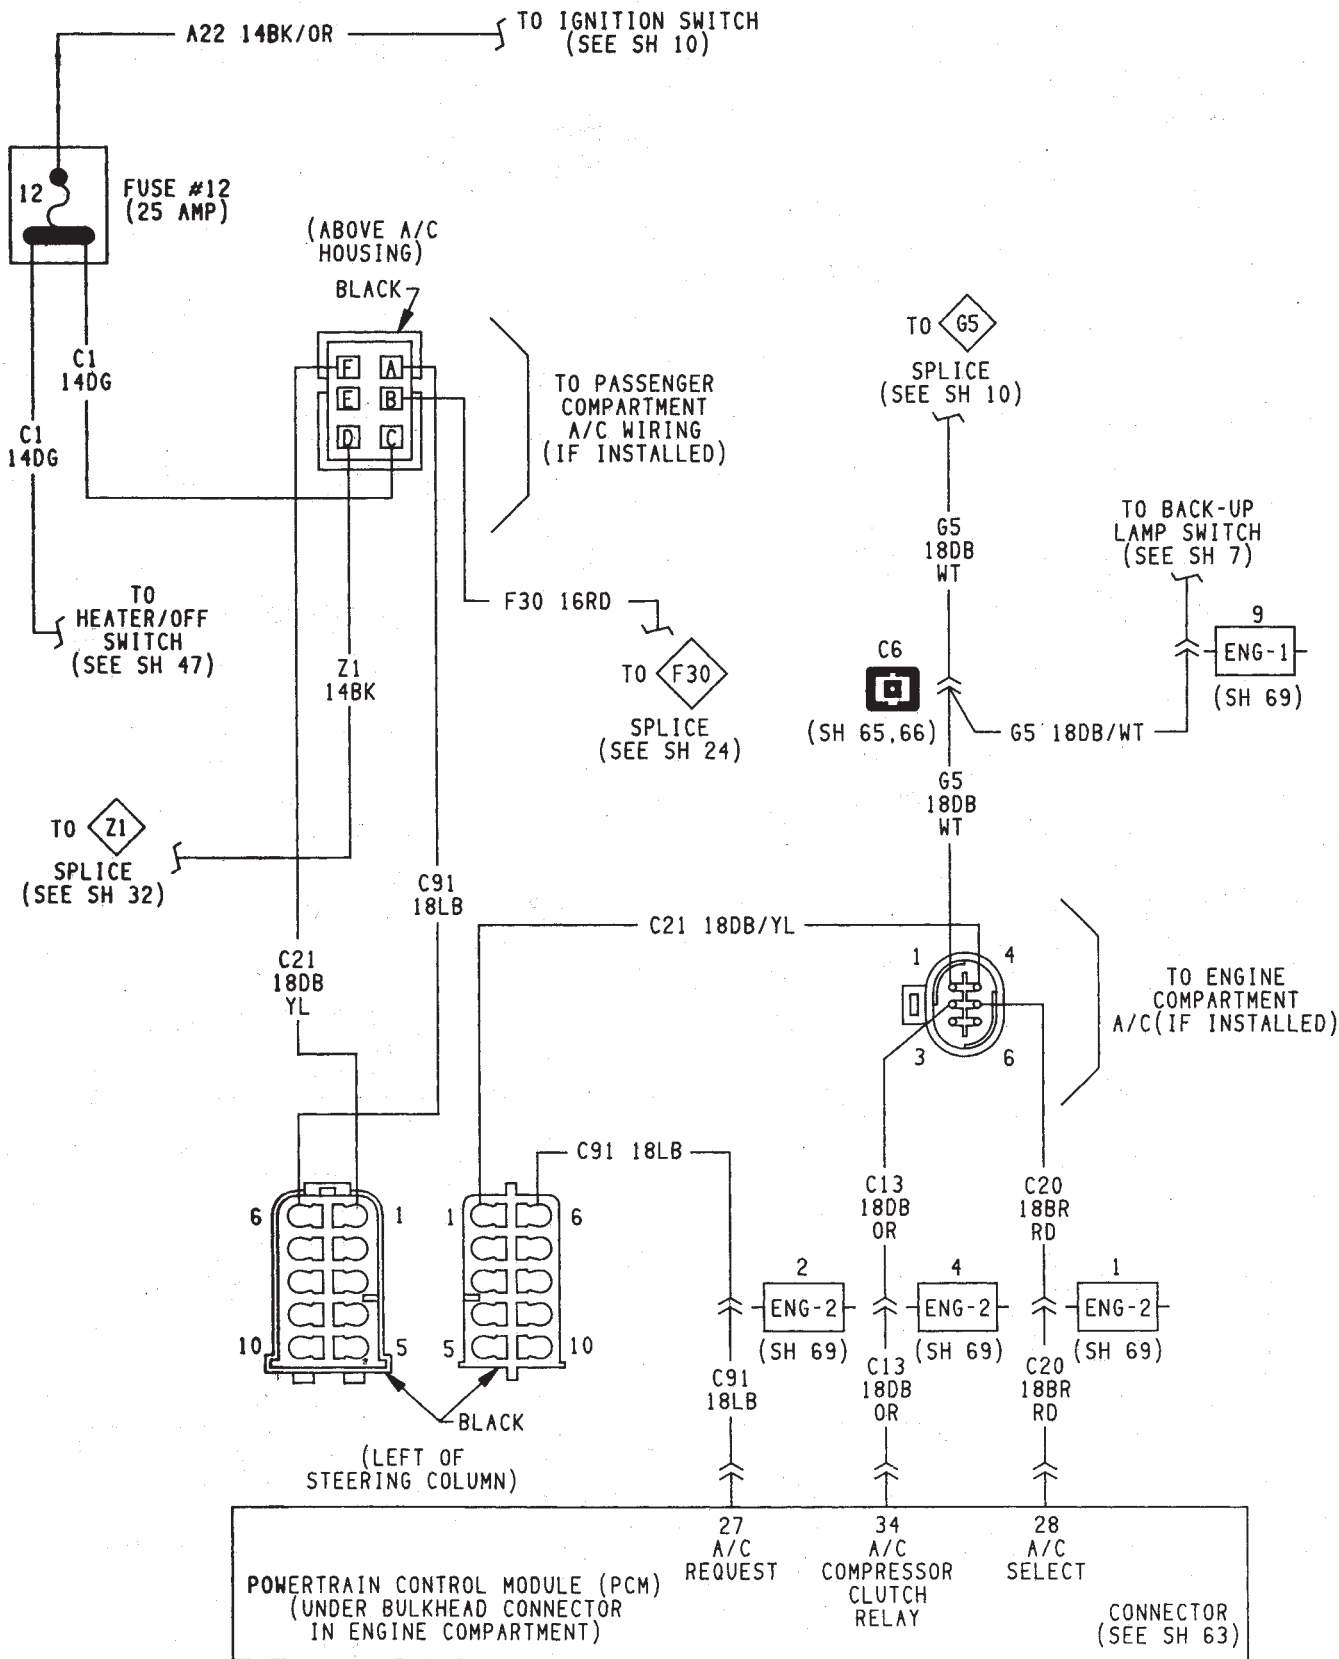 A22 14BK/OR
TO IGNITION SWITCH
(SEE SH 10)
12
FUSE #12
(25 AMP)
(ABOVE A/C
HOUSING)
BLACK
F
A
E
B
D
C
C1
14DG
C1
14DG
TO PASSENGER
COMPARTMENT
A/C WIRING
(IF INSTALLED)
TO G5
SPLICE
(SEE SH 10)
G5
18DB
WT
TO BACK-UP
LAMP SWITCH
(SEE SH 7)
TO
HEATER/OFF
SWITCH
(SEE SH 47)
F30 16RD
Z1
14BK
TO F30
SPLICE
(SEE SH 24)
C6
(SH 65,66)
9
ENG-1
(SH 69)
G5 18DB/WT
G5
18DB
WT
TO Z1
SPLICE
(SEE SH 32)
C91
18LB
C21 18DB/YL
C21
18DB
YL
1
4
3
6
TO ENGINE
COMPARTMENT
A/C(IF INSTALLED)
C91 18LB
C13
18DB
OR
C20
18BR
RD
6
1
10
5
1
6
5
10
2
ENG-2
(SH 69)
4
ENG-2
(SH 69)
1
ENG-2
(SH 69)
C91
18LB
C13
18DB
OR
C20
18BR
RD
BLACK
(LEFT OF
STEERING COLUMN)
27
A/C
REQUEST
34
A/C
COMPRESSOR
CLUTCH
RELAY
28
A/C
SELECT
POWERTRAIN CONTROL MODULE (PCM)
(UNDER BULKHEAD CONNECTOR
IN ENGINE COMPARTMENT)
CONNECTOR
(SEE SH 63)